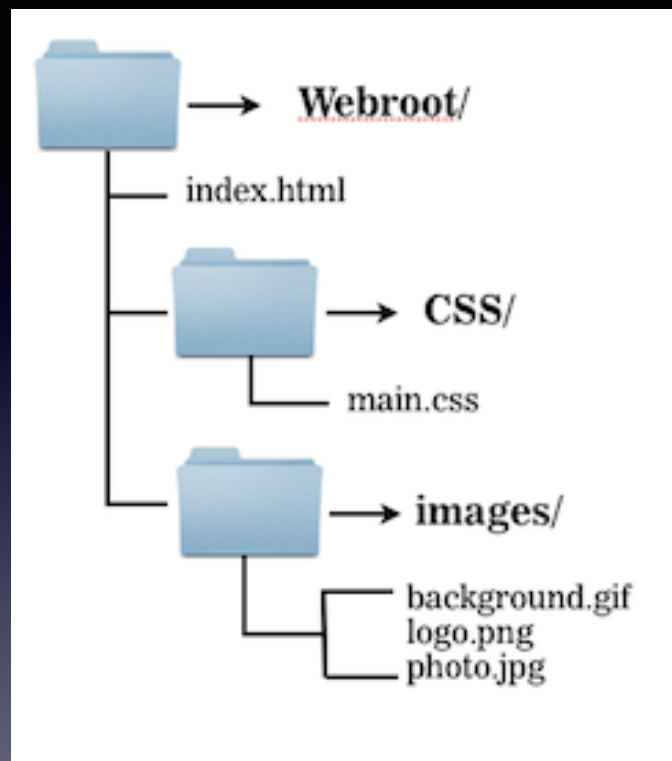 Webroot/
index.html
CSS/
main.css
images/
background.gif
logo.png
photo.jpg